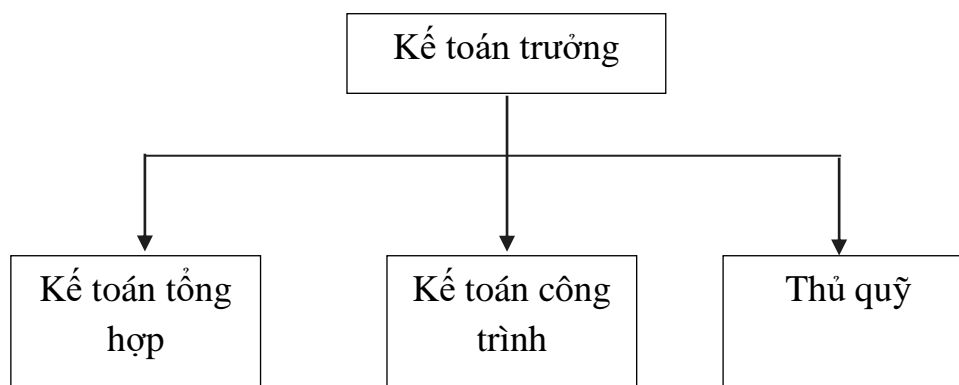 Kế toán trưởng
Kế toán tổng
hợp
Kế toán công
trình
Thủ quỹ